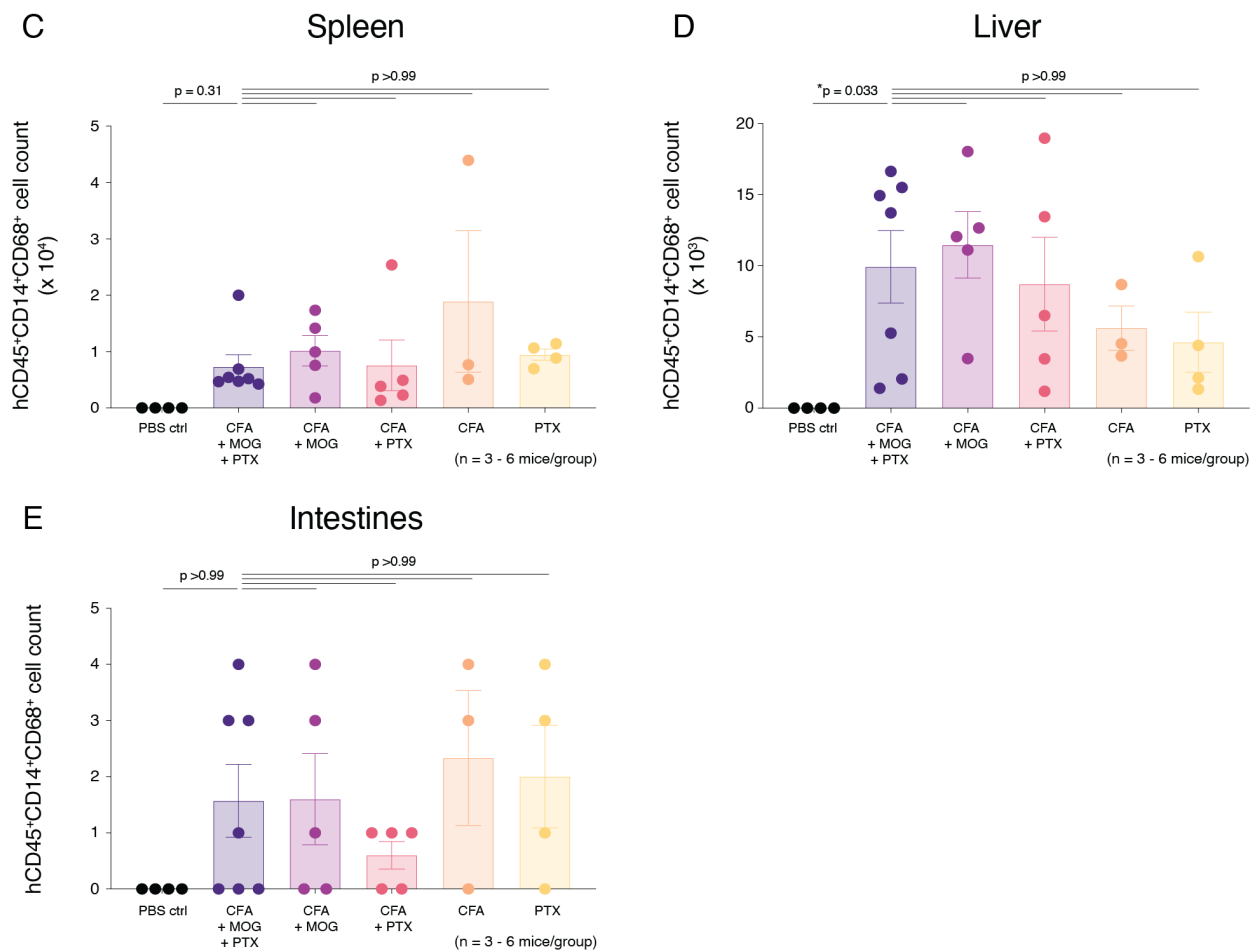 C
Spleen
p >0.99
p = 0.31
hCD45⁺CD14⁺CD68⁺ cell count
(x 10⁴)
5
4
3
2
1
0
PBS ctrl
CFA
+ MOG
+ PTX
CFA
+ MOG
CFA
+ PTX
CFA
PTX
(n = 3 - 6 mice/group)
D
Liver
p >0.99
*p = 0.033
hCD45⁺CD14⁺CD68⁺ cell count
(x 10³)
20
15
10
5
0
PBS ctrl
CFA
+ MOG
+ PTX
CFA
+ MOG
CFA
+ PTX
CFA
PTX
(n = 3 - 6 mice/group)
E
Intestines
p >0.99
p >0.99
hCD45⁺CD14⁺CD68⁺ cell count
5
4
3
2
1
0
PBS ctrl
CFA
+ MOG
+ PTX
CFA
+ MOG
CFA
+ PTX
CFA
PTX
(n = 3 - 6 mice/group)